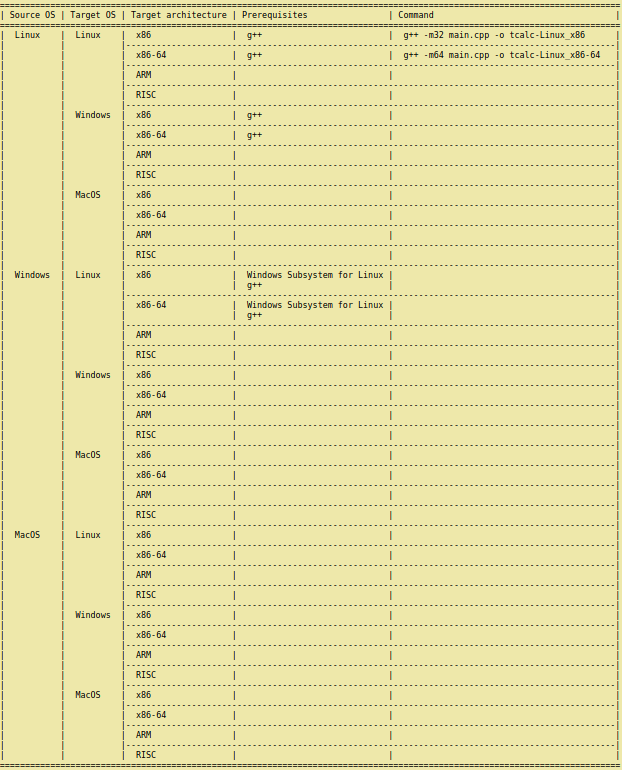 | Source OS | Target OS | Target architecture | Prerequisites | Command |
| Linux | Linux | x86 | g++ | g++ -m32 main.cpp -o tcalc-Linux_x86 |
| | | x86-64 | g++ | g++ -m64 main.cpp -o tcalc-Linux_x86-64 |
| | | ARM | | |
| | | RISC | | |
| | Windows | x86 | g++ | |
| | | x86-64 | g++ | |
| | | ARM | | |
| | | RISC | | |
| | MacOS | x86 | | |
| | | x86-64 | | |
| | | ARM | | |
| | | RISC | | |
| Windows | Linux | x86 | Windows Subsystem for Linux | |
| | | | g++ | |
| | | x86-64 | Windows Subsystem for Linux | |
| | | | g++ | |
| | | ARM | | |
| | | RISC | | |
| | Windows | x86 | | |
| | | x86-64 | | |
| | | ARM | | |
| | | RISC | | |
| | MacOS | x86 | | |
| | | x86-64 | | |
| | | ARM | | |
| | | RISC | | |
| MacOS | Linux | x86 | | |
| | | x86-64 | | |
| | | ARM | | |
| | | RISC | | |
| | Windows | x86 | | |
| | | x86-64 | | |
| | | ARM | | |
| | | RISC | | |
| | MacOS | x86 | | |
| | | x86-64 | | |
| | | ARM | | |
| | | RISC | | |